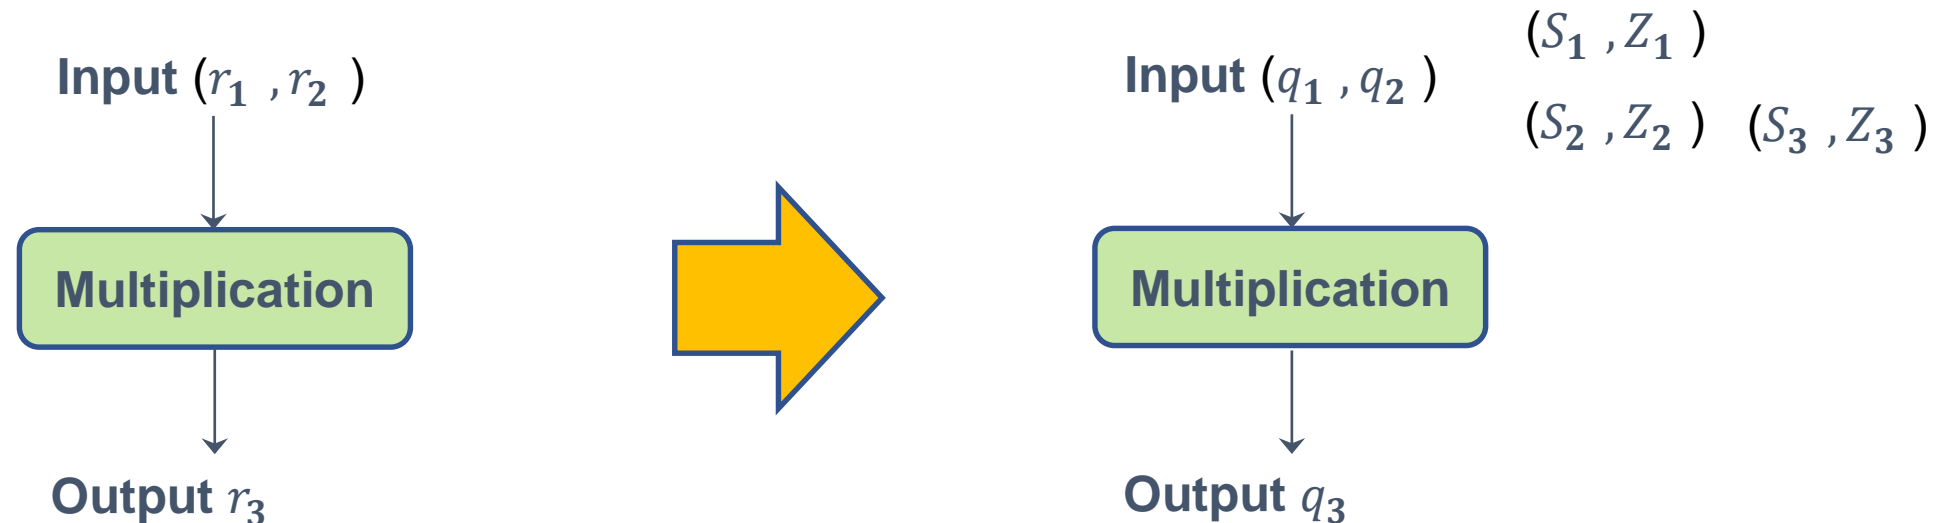 Input (r₁ , r₂ )
Multiplication
Output r₃
Input (q₁ , q₂ )
(S₁ , Z₁ )
(S₂ , Z₂ ) (S₃ , Z₃ )
Multiplication
Output q₃